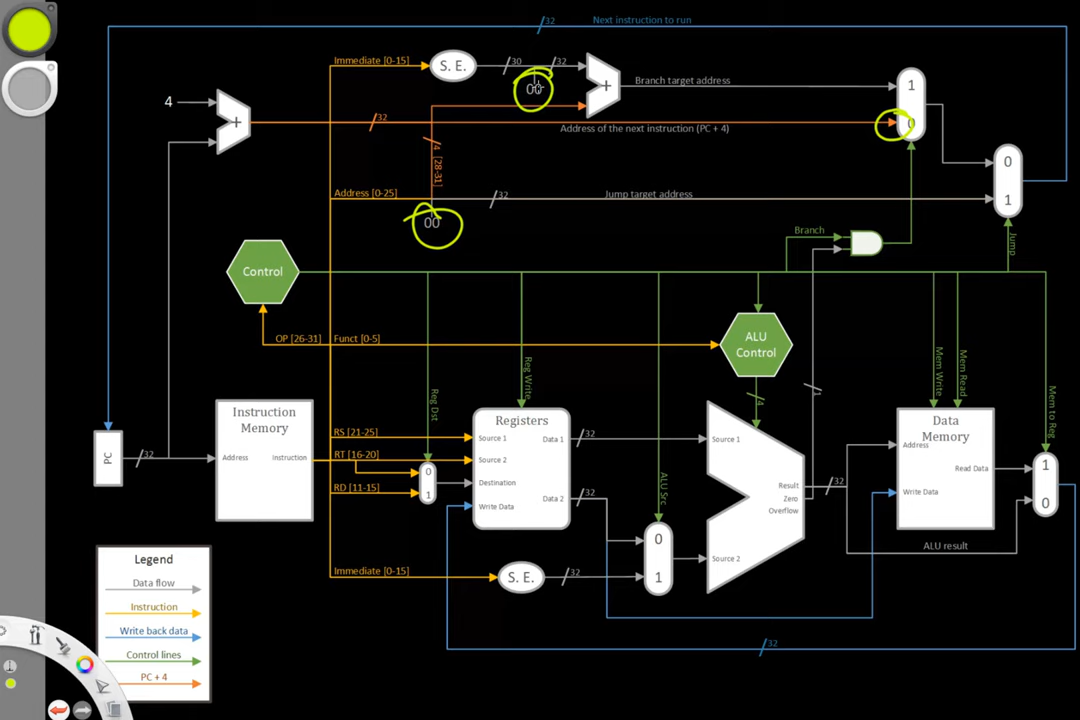 Next instruction to run
32
Immediate [0-15]
S. E.
30
32
00
+
Branch target address
1
4
+
32
Address of the next instruction (PC + 4)
0
4
[28-31]
0
1
Address [0-25]
32
Jump target address
00
Branch
Jump
Control
OP [26-31]
Funct [0-5]
ALU
Control
4
1
Reg Dst
Reg Write
ALU Src
Mem Write
Mem Read
Mem to Reg
Instruction
Memory
Address
Instruction
PC
32
RS [21-25]
RT [16-20]
RD [11-15]
0
1
Registers
Source 1
Data 1
Source 2
Destination
Data 2
Write Data
32
32
Source 1
Result
Zero
Overflow
Source 2
32
Data
Memory
Address
Read Data
Write Data
1
0
ALU result
0
1
Immediate [0-15]
S. E.
32
32
Legend
Data flow
Instruction
Write back data
Control lines
PC + 4